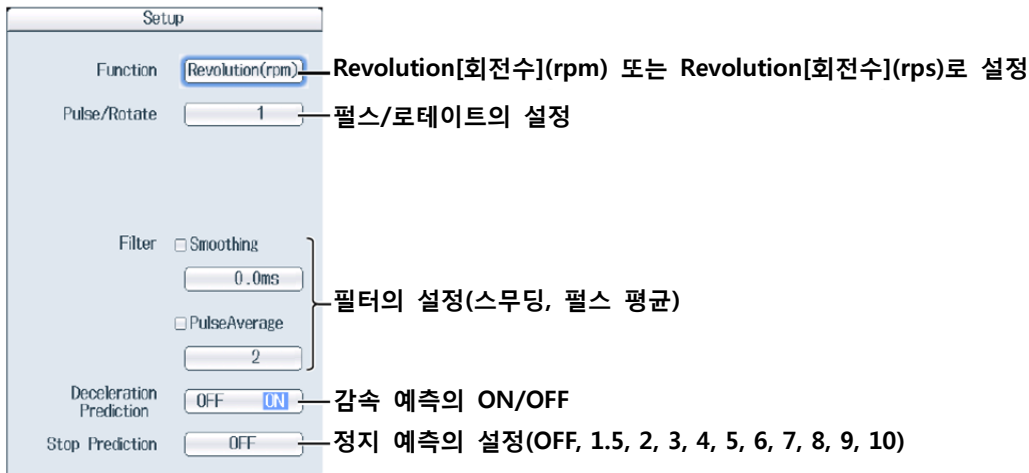 Setup
Function Revolution(rpm) Revolution[회전수](rpm) 또는 Revolution[회전수](rps)로 설정
Pulse/Rotate 1 펄스/로테이트의 설정
Filter Smoothing
0.0ms
필터의 설정(스무딩, 펄스 평균)
PulseAverage
2
Deceleration
Prediction OFF ON 감속 예측의 ON/OFF
Stop Prediction OFF 정지 예측의 설정(OFF, 1.5, 2, 3, 4, 5, 6, 7, 8, 9, 10)